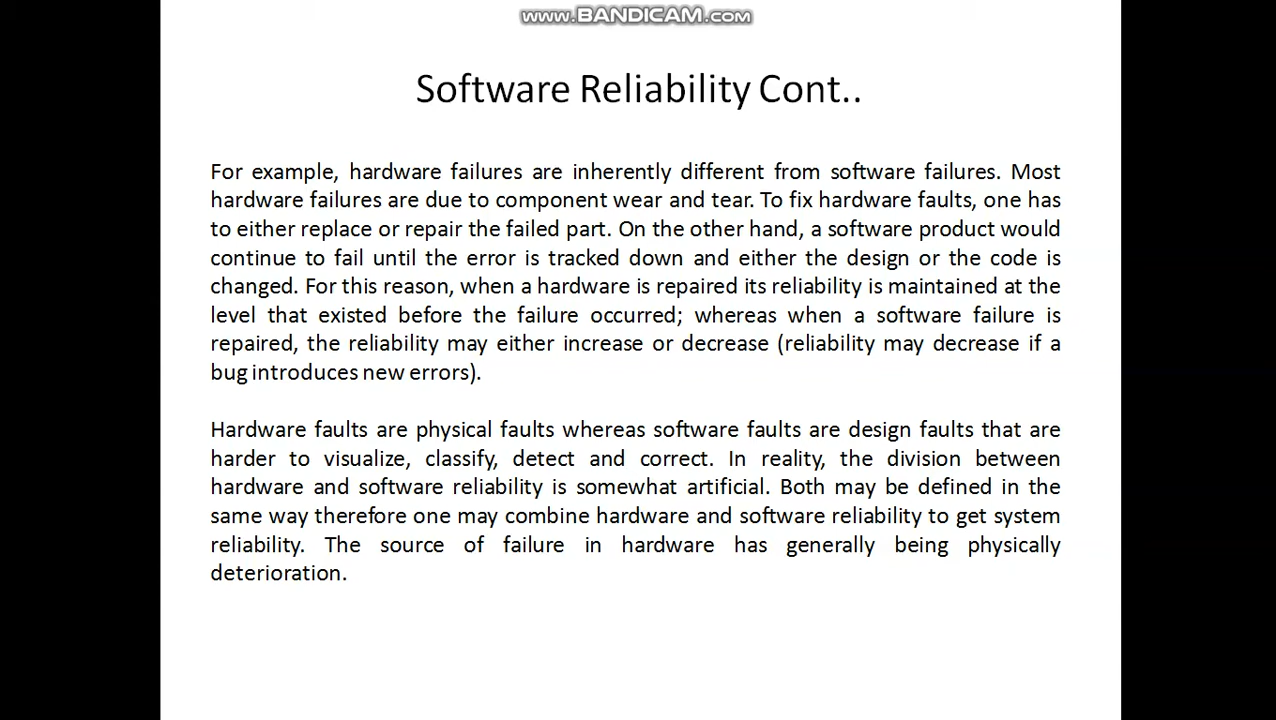 www.BANDICAM.com
Software Reliability Cont..
For example, hardware failures are inherently different from software failures. Most
hardware failures are due to component wear and tear. To fix hardware faults, one has
to either replace or repair the failed part. On the other hand, a software product would
continue to fail until the error is tracked down and either the design or the code is
changed. For this reason, when a hardware is repaired its reliability is maintained at the
level that existed before the failure occurred; whereas when a software failure is
repaired, the reliability may either increase or decrease (reliability may decrease if a
bug introduces new errors).
Hardware faults are physical faults whereas software faults are design faults that are
harder to visualize, classify, detect and correct. In reality, the division between
hardware and software reliability is somewhat artificial. Both may be defined in the
same way therefore one may combine hardware and software reliability to get system
reliability. The source of failure in hardware has generally being physically
deterioration.